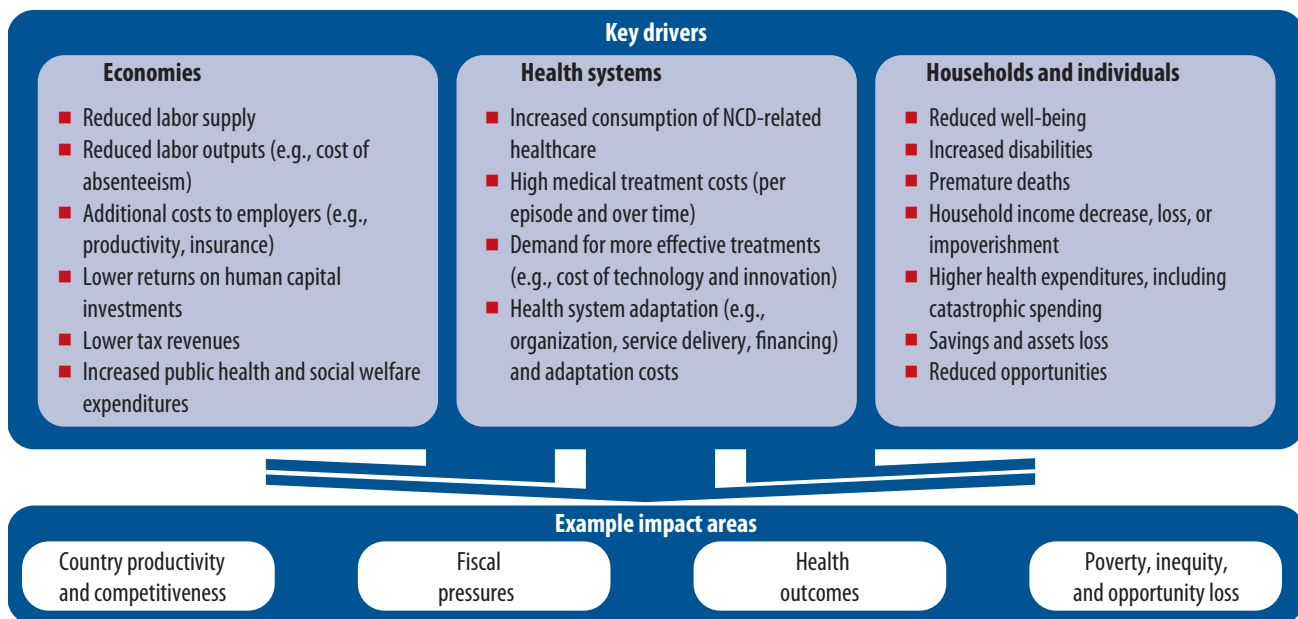 Key drivers
Economies
Reduced labor supply
Reduced labor outputs (e.g., cost of
absenteeism)
Additional costs to employers (e.g.,
productivity, insurance)
Lower returns on human capital
investments
Lower tax revenues
Increased public health and social welfare
expenditures
Health systems
Increased consumption of NCD-related
healthcare
High medical treatment costs (per
episode and over time)
Demand for more effective treatments
(e.g., cost of technology and innovation)
Health system adaptation (e.g.,
organization, service delivery, financing)
and adaptation costs
Households and individuals
Reduced well-being
Increased disabilities
Premature deaths
Household income decrease, loss, or
impoverishment
Higher health expenditures, including
catastrophic spending
Savings and assets loss
Reduced opportunities
Example impact areas
Country productivity
and competitiveness
Fiscal
pressures
Health
outcomes
Poverty, inequity,
and opportunity loss